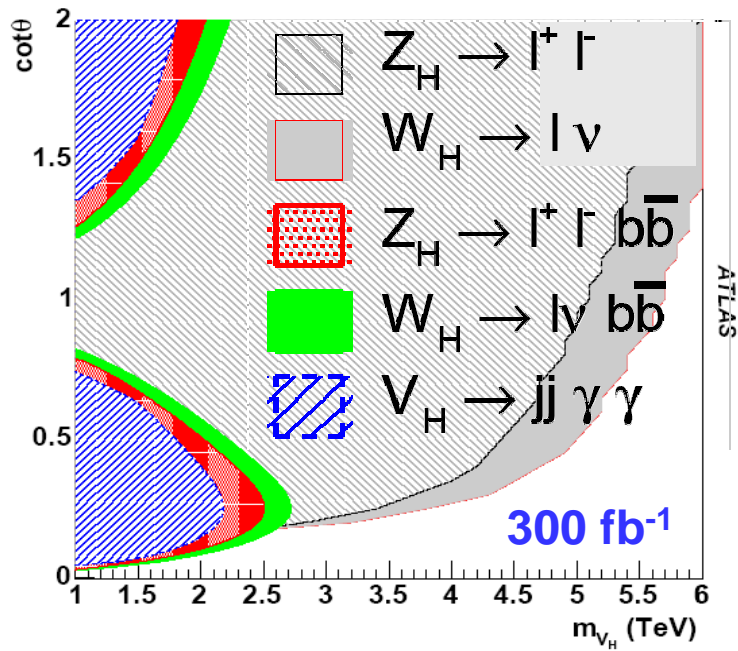 cotθ
2
1.5
1
0.5
0
Z_H → l⁺ l⁻
W_H → l ν
Z_H → l⁺ l⁻ bb̅
W_H → lν bb̅
V_H → jj γ γ
ATLAS
300 fb⁻¹
1 1.5 2 2.5 3 3.5 4 4.5 5 5.5 6
m_{V_H} (TeV)